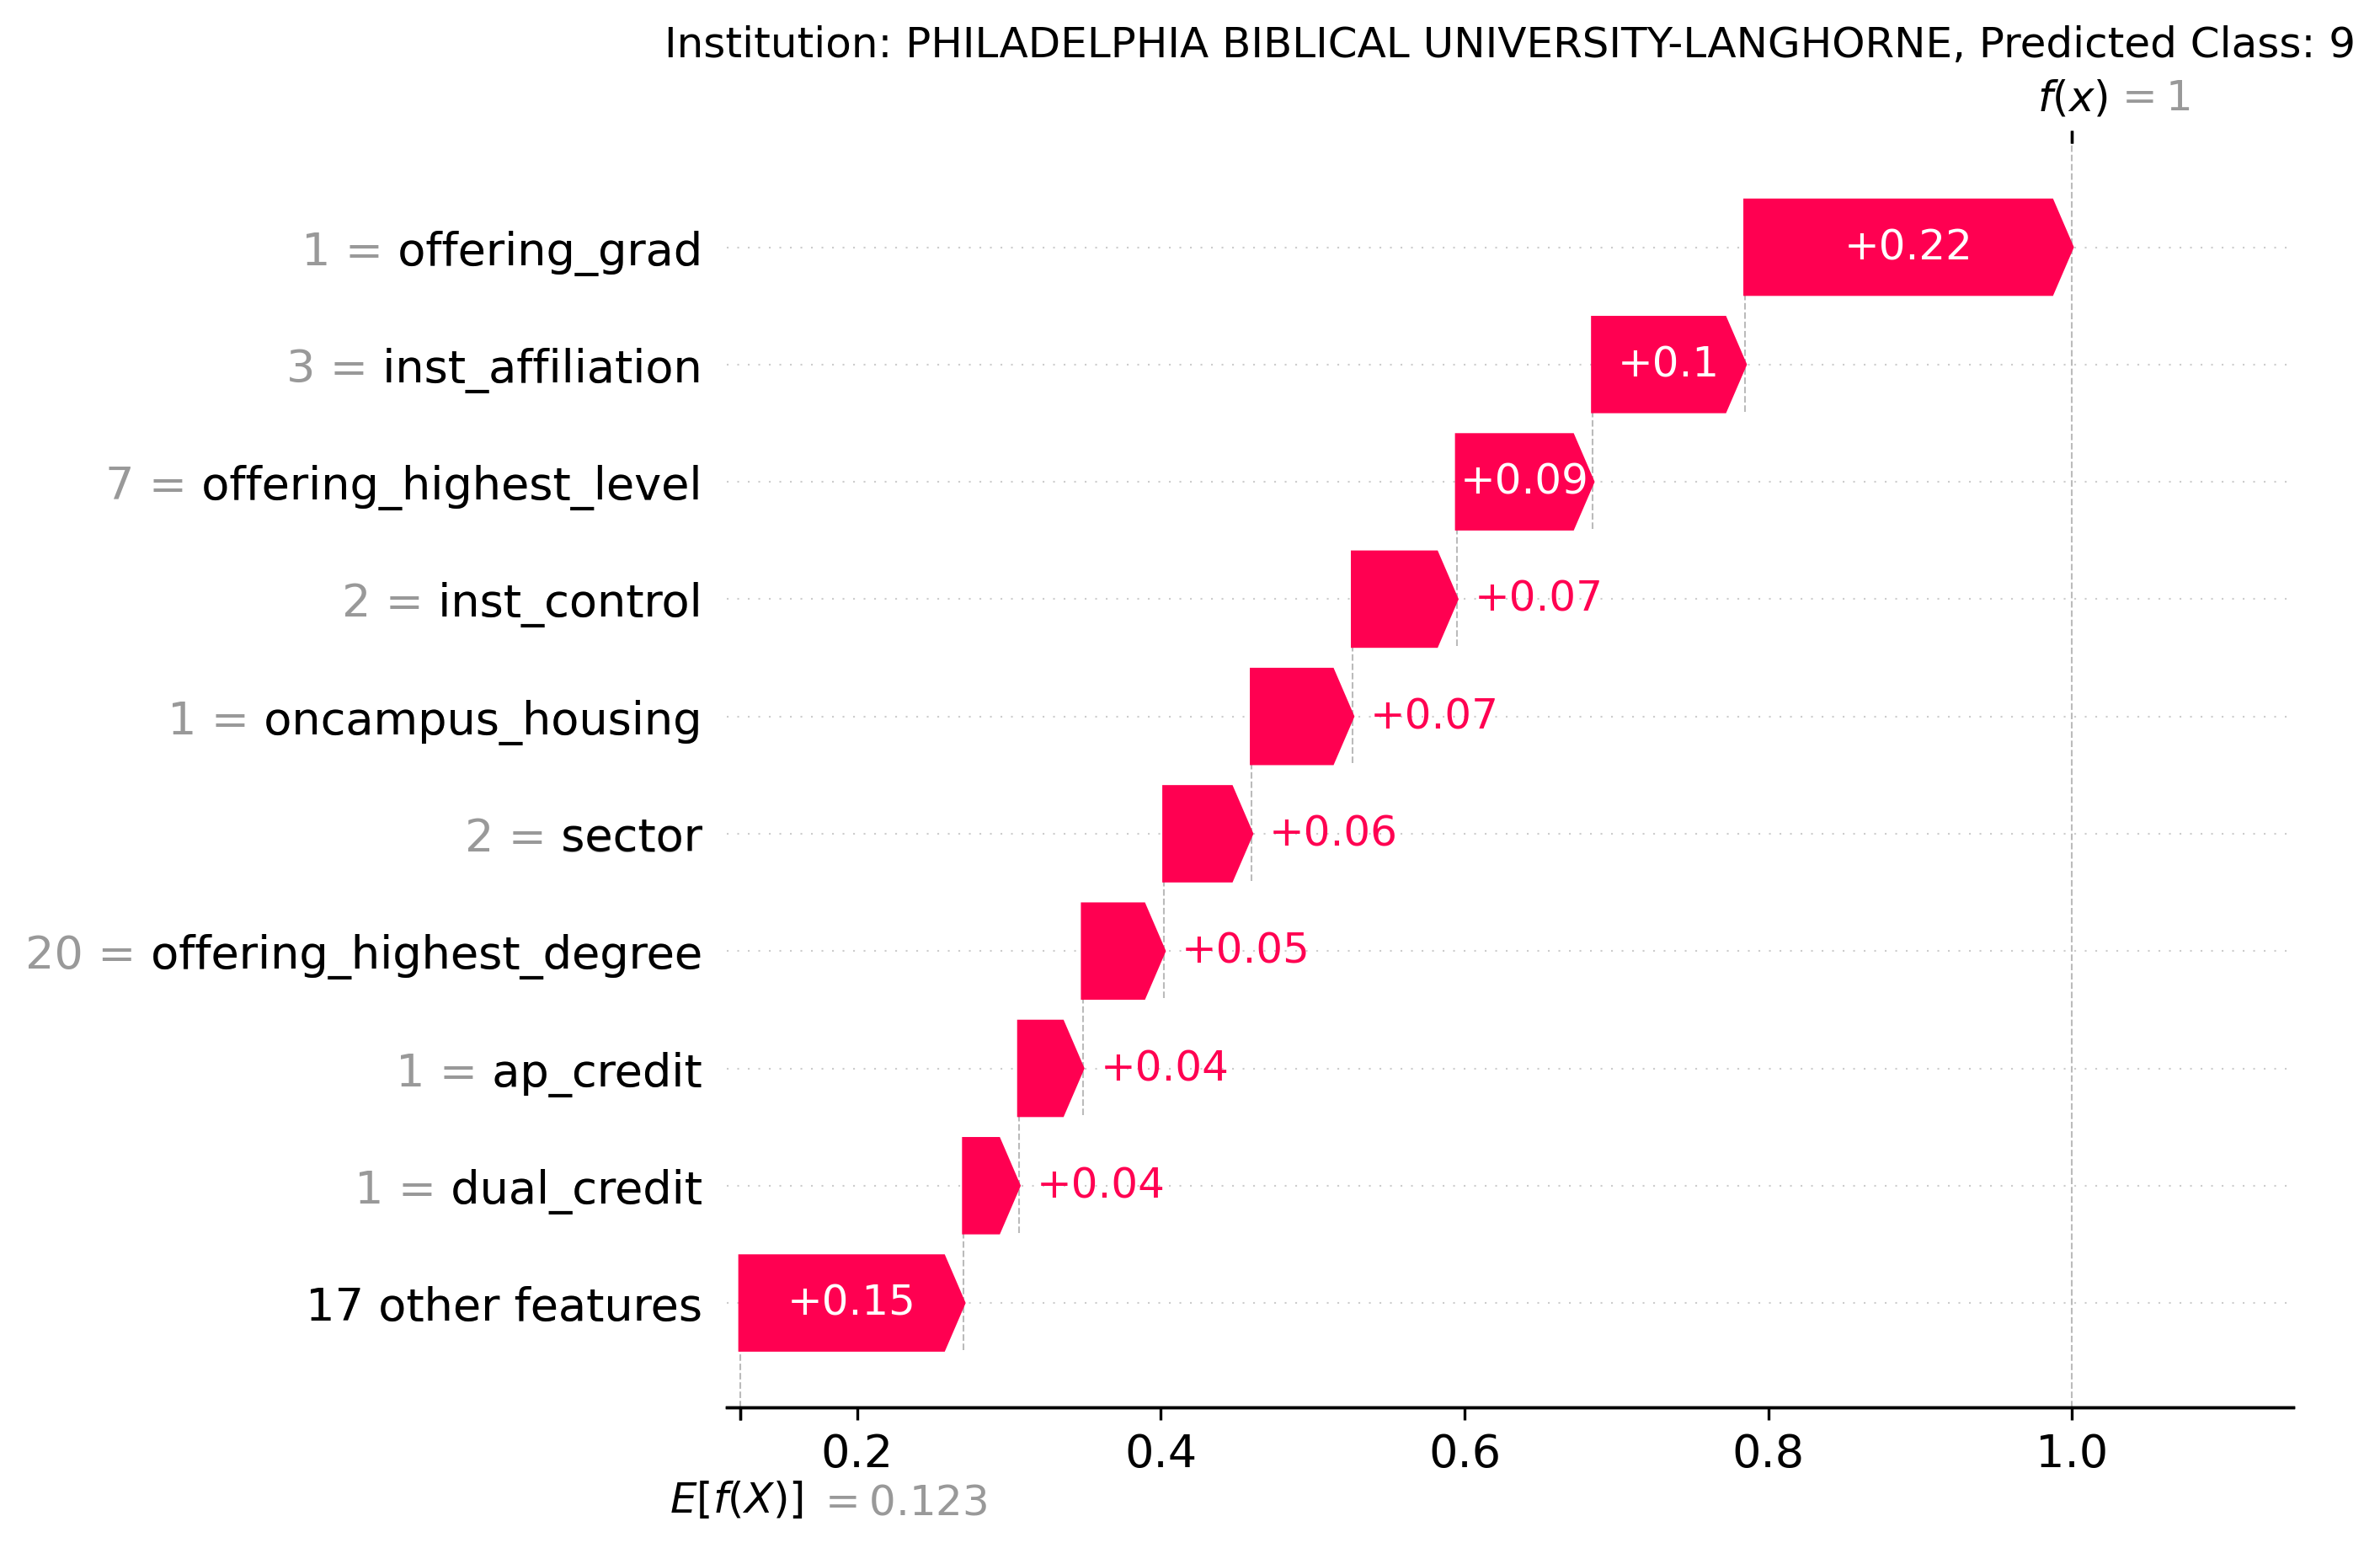 Institution: PHILADELPHIA BIBLICAL UNIVERSITY-LANGHORNE, Predicted Class: 9
f(x) = 1
1 = offering_grad +0.22
3 = inst_affiliation +0.1
7 = offering_highest_level +0.09
2 = inst_control +0.07
1 = oncampus_housing +0.07
2 = sector +0.06
20 = offering_highest_degree +0.05
1 = ap_credit +0.04
1 = dual_credit +0.04
17 other features +0.15
0.2 0.4 0.6 0.8 1.0
E[f(X)] = 0.123